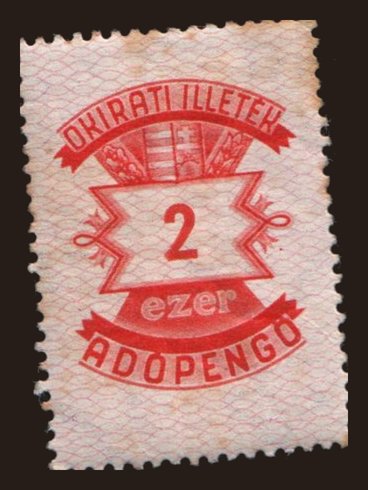 OKIRATI ILLETÉK
2
ezer
ADÓPENGŐ